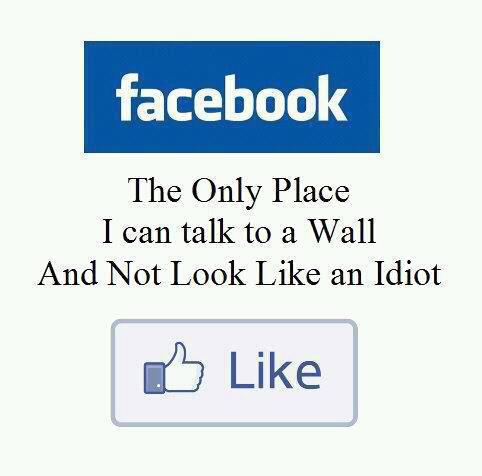 facebook
The Only Place
I can talk to a Wall
And Not Look Like an Idiot
Like